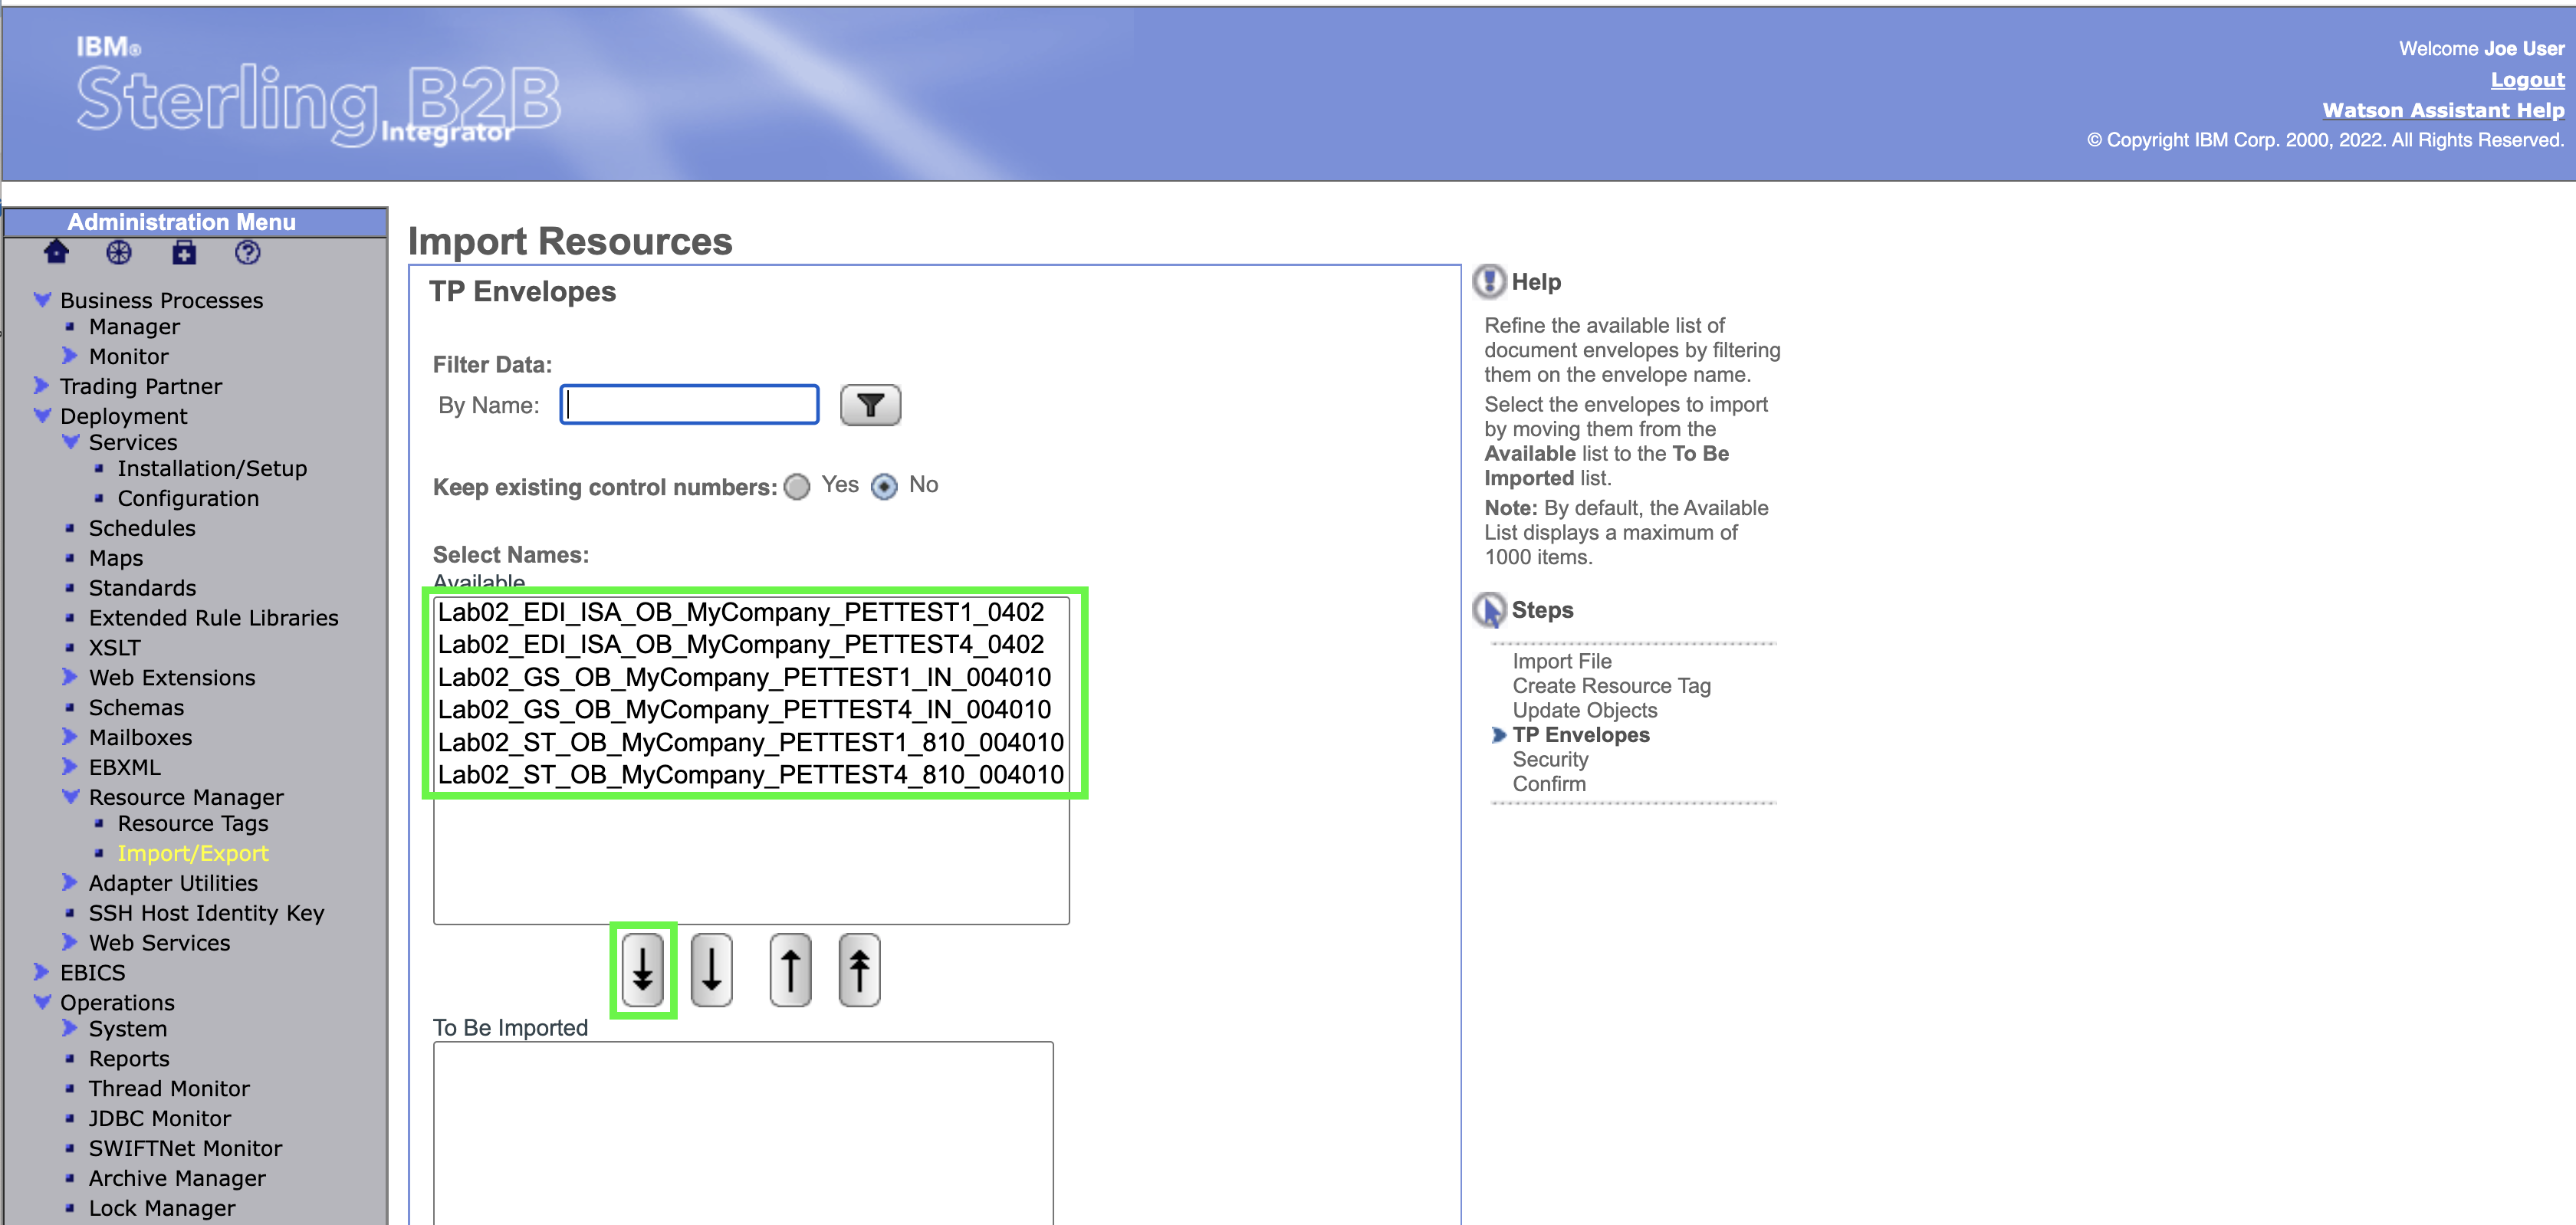 IBM®
Sterling B2B
Integrator
Welcome Joe User
Logout
Watson Assistant Help
© Copyright IBM Corp. 2000, 2022. All Rights Reserved.
Administration Menu
Business Processes
Manager
Monitor
Trading Partner
Deployment
Services
Installation/Setup
Configuration
Schedules
Maps
Standards
Extended Rule Libraries
XSLT
Web Extensions
Schemas
Mailboxes
EBXML
Resource Manager
Resource Tags
Import/Export
Adapter Utilities
SSH Host Identity Key
Web Services
EBICS
Operations
System
Reports
Thread Monitor
JDBC Monitor
SWIFTNet Monitor
Archive Manager
Lock Manager
Import Resources
TP Envelopes
Filter Data:
By Name:
Keep existing control numbers: Yes No
Select Names:
Available
Lab02_EDI_ISA_OB_MyCompany_PETTEST1_0402
Lab02_EDI_ISA_OB_MyCompany_PETTEST4_0402
Lab02_GS_OB_MyCompany_PETTEST1_IN_004010
Lab02_GS_OB_MyCompany_PETTEST4_IN_004010
Lab02_ST_OB_MyCompany_PETTEST1_810_004010
Lab02_ST_OB_MyCompany_PETTEST4_810_004010
To Be Imported
Help
Refine the available list of
document envelopes by filtering
them on the envelope name.
Select the envelopes to import
by moving them from the
Available list to the To Be
Imported list.
Note: By default, the Available
List displays a maximum of
1000 items.
Steps
Import File
Create Resource Tag
Update Objects
TP Envelopes
Security
Confirm